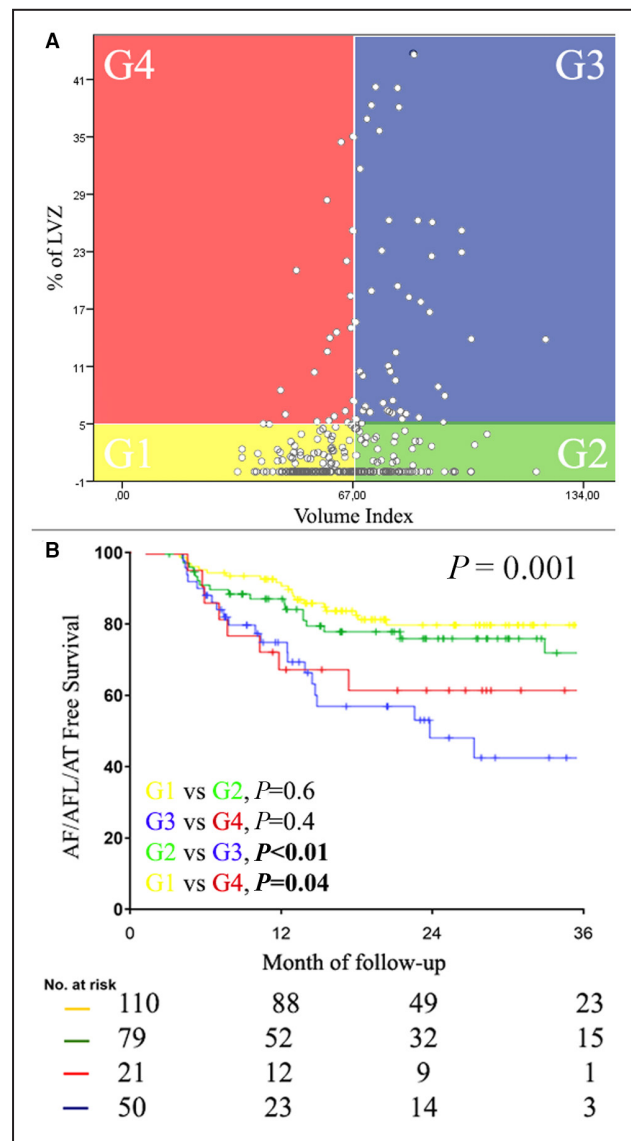 A
G4
G3
41
35
29
23
17
11
5
-1
% of LVZ
G1
G2
,00
67,00
134,00
Volume Index
B
100
80
60
40
20
0
AF/AFL/AT Free Survival
P = 0.001
G1 vs G2, P=0.6
G3 vs G4, P=0.4
G2 vs G3, P<0.01
G1 vs G4, P=0.04
0
12
24
36
Month of follow-up
No. at risk
110 88 49 23
79 52 32 15
21 12 9 1
50 23 14 3